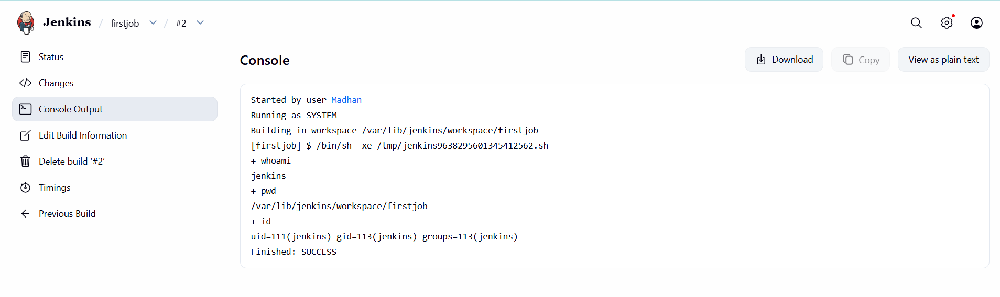 Jenkins / firstjob / #2
Status
Changes
Console Output
Edit Build Information
Delete build ‘#2’
Timings
Previous Build
Console
Download
Copy
View as plain text
Started by user Madhan
Running as SYSTEM
Building in workspace /var/lib/jenkins/workspace/firstjob
[firstjob] $ /bin/sh -xe /tmp/jenkins9638295601345412562.sh
+ whoami
jenkins
+ pwd
/var/lib/jenkins/workspace/firstjob
+ id
uid=111(jenkins) gid=113(jenkins) groups=113(jenkins)
Finished: SUCCESS